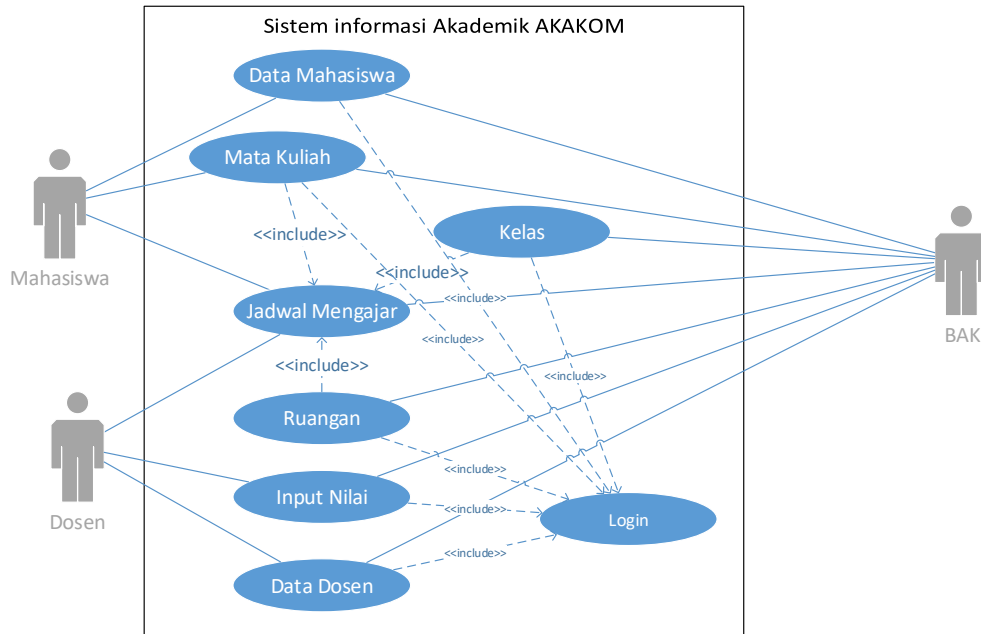 Sistem informasi Akademik AKAKOM
Data Mahasiswa
Mata Kuliah
<<include>>
Kelas
Mahasiswa
<<include>>
<<include>>
Jadwal Mengajar
BAK
<<include>>
<<include>>
<<include>>
Ruangan
<<include>>
Input Nilai
Dosen
<<include>>
Login
<<include>>
Data Dosen